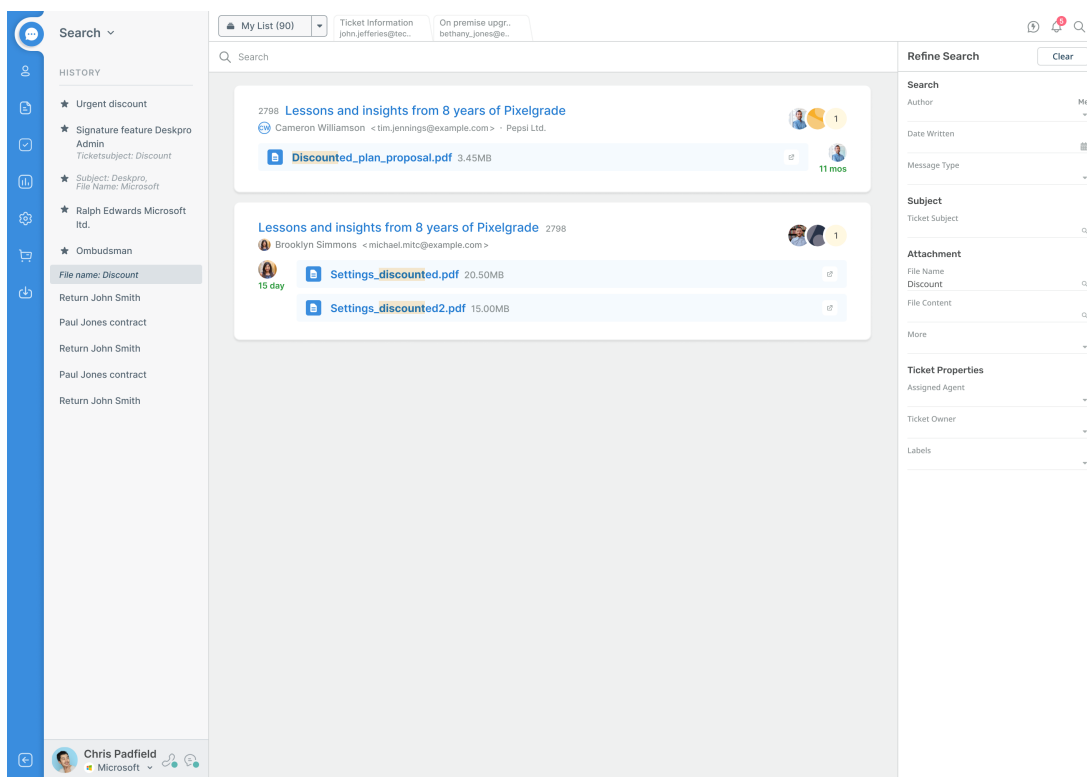 Search
HISTORY
Urgent discount
Signature feature Deskpro
Admin
Ticketsubject: Discount
Subject: Deskpro,
File Name: Microsoft
Ralph Edwards Microsoft
ltd.
Ombudsman
File name: Discount
Return John Smith
Paul Jones contract
Return John Smith
Paul Jones contract
Return John Smith
Chris Padfield
Microsoft
My List (90)
Ticket Information
john.jefferies@tec..
On premise upgr..
bethany_jones@e..
5
Search
2798 Lessons and insights from 8 years of Pixelgrade
CW Cameron Williamson <tim.jennings@example.com> · Pepsi Ltd.
1
Discounted_plan_proposal.pdf 3.45MB
11 mos
Lessons and insights from 8 years of Pixelgrade 2798
Brooklyn Simmons <michael.mitc@example.com>
1
15 day
Settings_discounted.pdf 20.50MB
Settings_discounted2.pdf 15.00MB
Refine Search
Clear
Search
Author
Me
Date Written
Message Type
Subject
Ticket Subject
Attachment
File Name
Discount
File Content
More
Ticket Properties
Assigned Agent
Ticket Owner
Labels